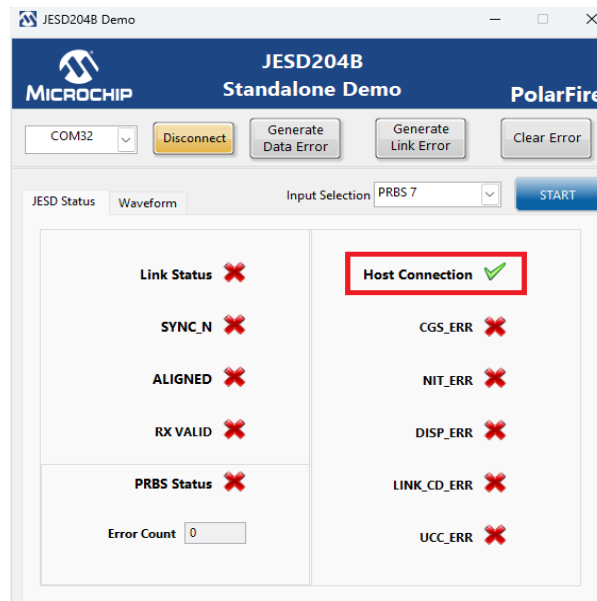 JESD204B Demo
MICROCHIP
JESD204B
Standalone Demo
PolarFire
COM32
Disconnect
Generate
Data Error
Generate
Link Error
Clear Error
JESD Status
Waveform
Input Selection
PRBS 7
START
Link Status
Host Connection
SYNC_N
CGS_ERR
ALIGNED
NIT_ERR
RX VALID
DISP_ERR
PRBS Status
LINK_CD_ERR
Error Count
0
UCC_ERR